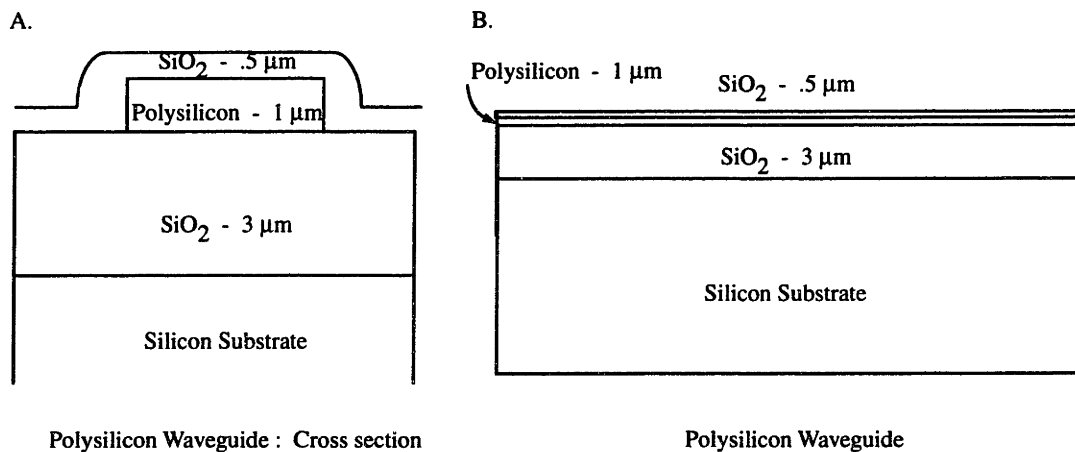 A.
SiO₂ - .5 μm
Polysilicon - 1 μm
SiO₂ - 3 μm
Silicon Substrate
Polysilicon Waveguide : Cross section
B.
Polysilicon - 1 μm
SiO₂ - .5 μm
SiO₂ - 3 μm
Silicon Substrate
Polysilicon Waveguide